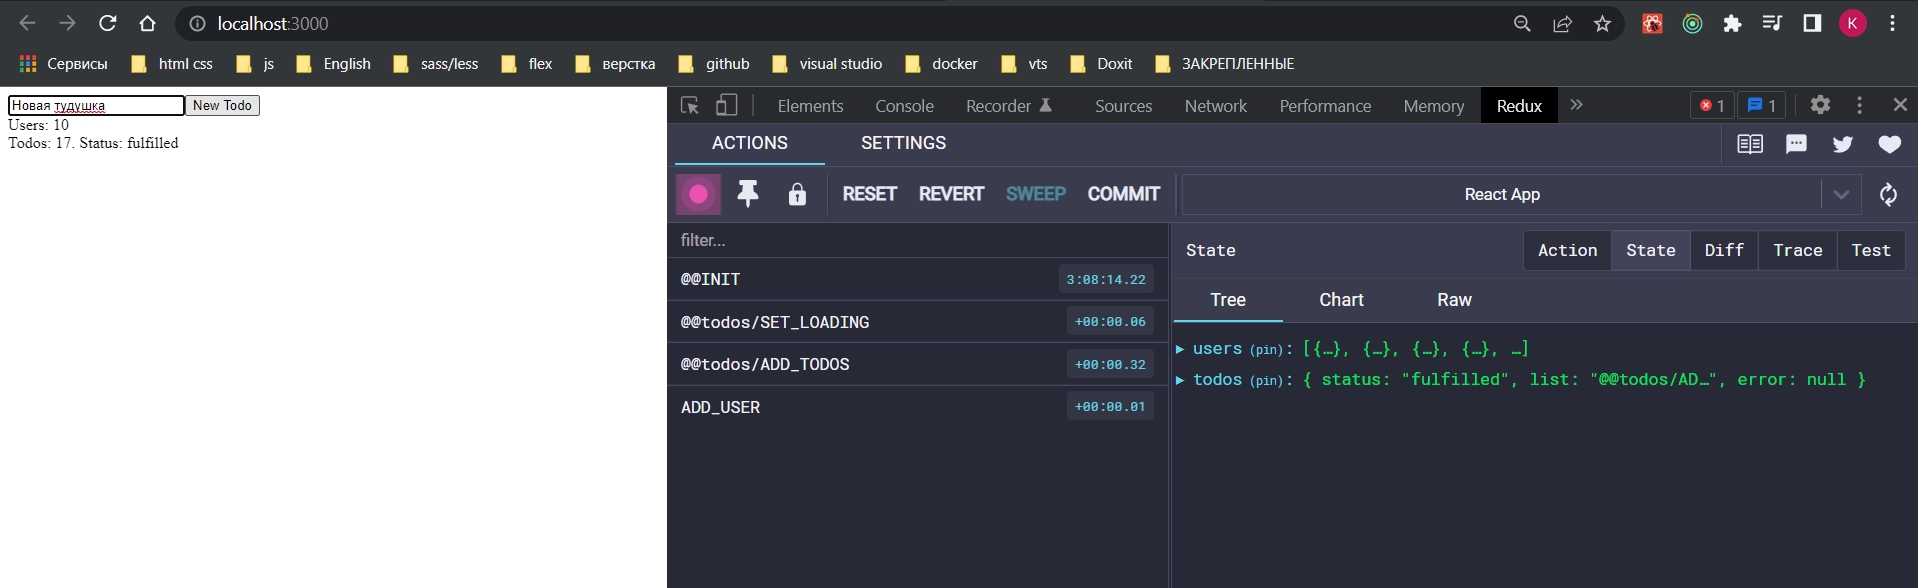 localhost:3000
K
Сервисы html css js English sass/less flex верстка github visual studio docker vts Doxit ЗАКРЕПЛЕННЫЕ
Новая тудушка New Todo
Users: 10
Todos: 17. Status: fulfilled
Elements Console Recorder Sources Network Performance Memory Redux » 1 1
ACTIONS SETTINGS
RESET REVERT SWEEP COMMIT React App
filter...
@@INIT 3:08:14.22
@@todos/SET_LOADING +00:00.06
@@todos/ADD_TODOS +00:00.32
ADD_USER +00:00.01
State Action State Diff Trace Test
Tree Chart Raw
users (pin): [{…}, {…}, {…}, {…}, …]
todos (pin): { status: "fulfilled", list: "@@todos/AD…", error: null }